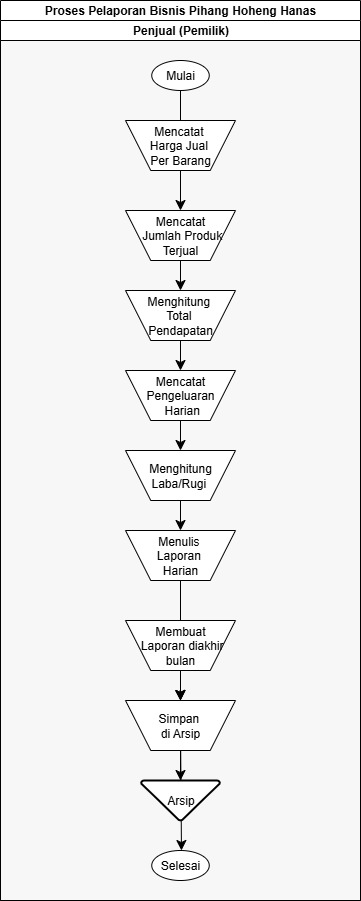 Proses Pelaporan Bisnis Pihang Hoheng Hanas
Penjual (Pemilik)
Mulai
Mencatat
Harga Jual
Per Barang
Mencatat
Jumlah Produk
Terjual
Menghitung
Total
Pendapatan
Mencatat
Pengeluaran
Harian
Menghitung
Laba/Rugi
Menulis
Laporan
Harian
Membuat
Laporan diakhir
bulan
Simpan
di Arsip
Arsip
Selesai